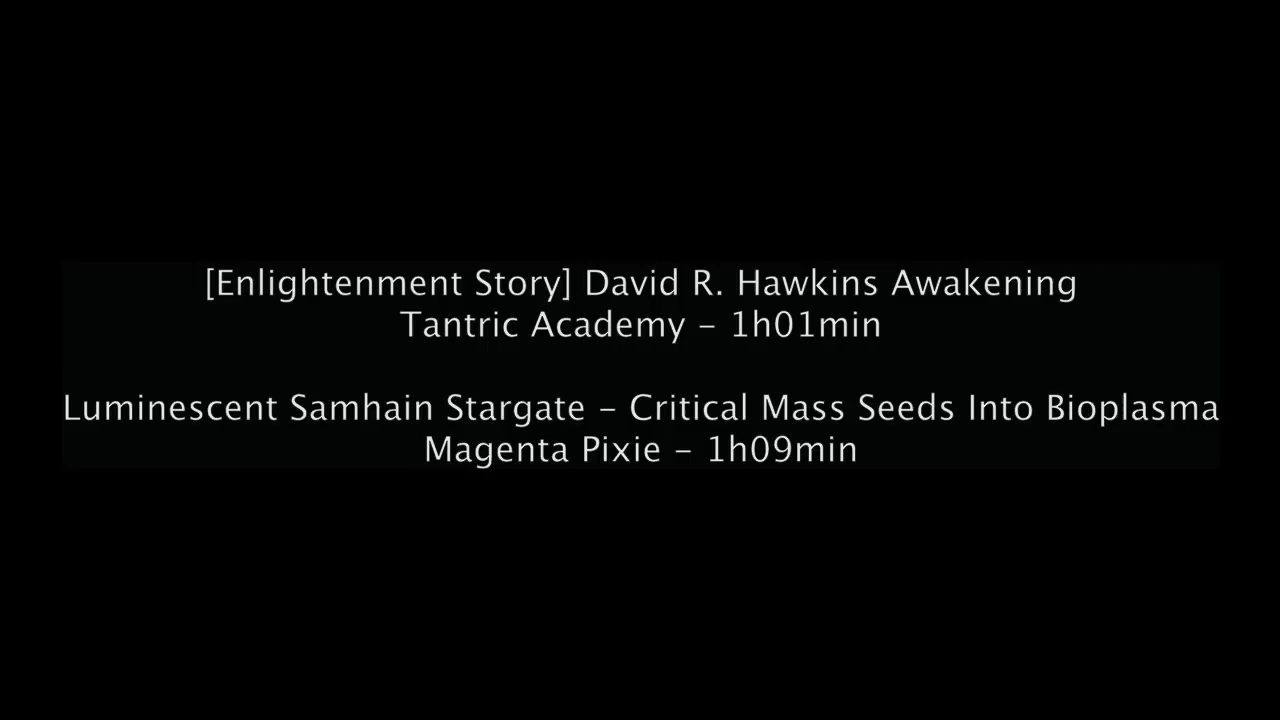 [Enlightenment Story] David R. Hawkins Awakening
Tantric Academy – 1h01min
Luminescent Samhain Stargate – Critical Mass Seeds Into Bioplasma
Magenta Pixie – 1h09min